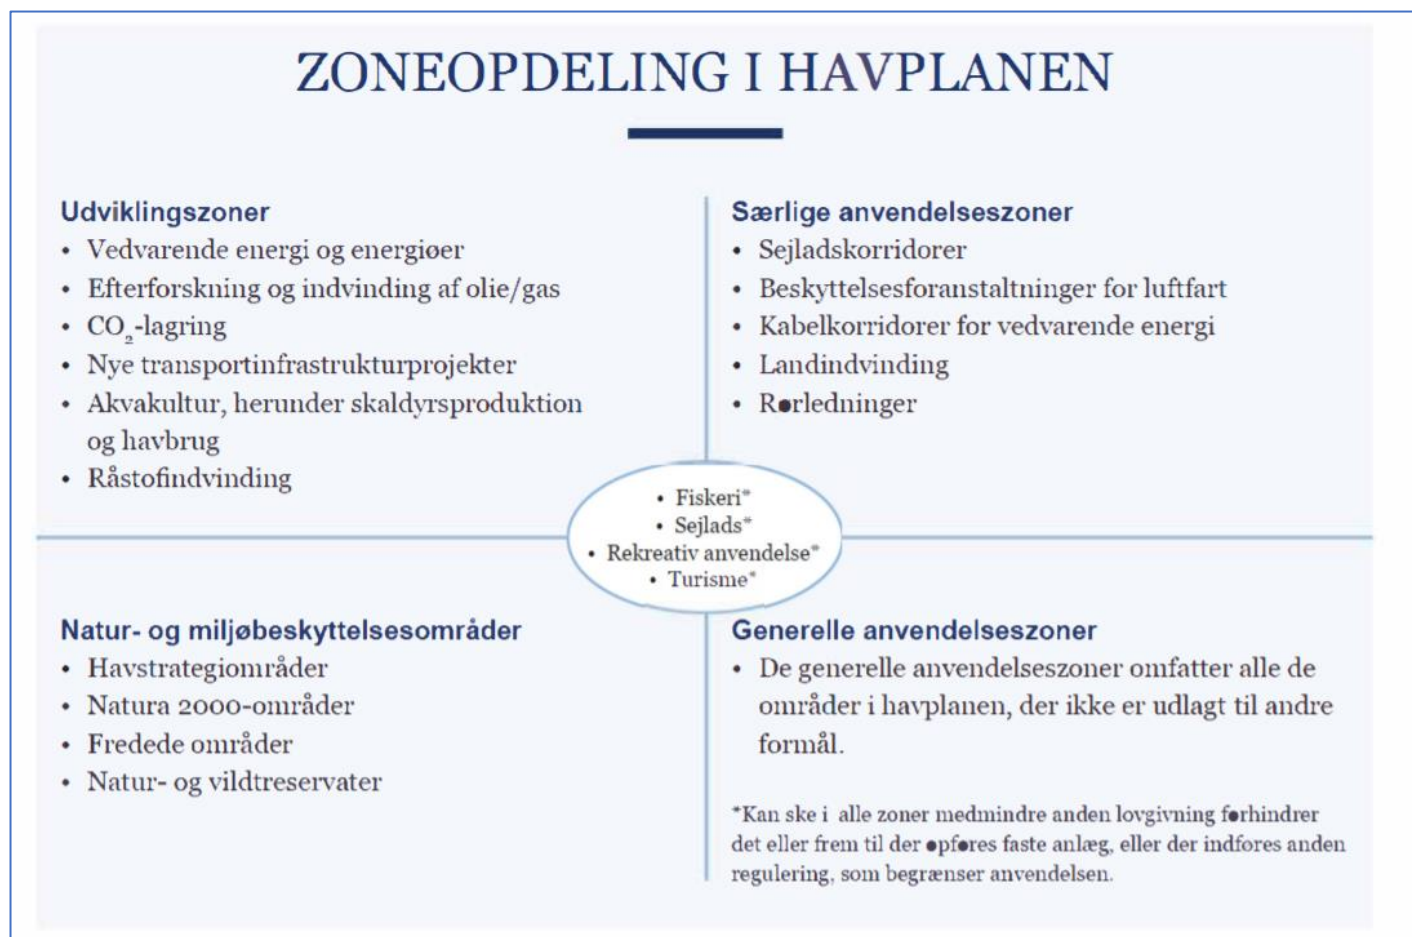 ZONEOPDELING I HAVPLANEN
Udviklingszoner
• Vedvarende energi og energiøer
• Efterforskning og indvinding af olie/gas
• CO₂-lagring
• Nye transportinfrastrukturprojekter
• Akvakultur, herunder skaldyrsproduktion
og havbrug
• Råstofindvinding
Særlige anvendelseszoner
• Sejladskorridorer
• Beskyttelsesforanstaltninger for luftfart
• Kabelkorridorer for vedvarende energi
• Landindvinding
• Rørledninger
• Fiskeri*
• Sejlads*
• Rekreativ anvendelse*
• Turisme*
Natur- og miljøbeskyttelsesområder
• Havstrategiområder
• Natura 2000-områder
• Fredede områder
• Natur- og vildtreservater
Generelle anvendelseszoner
• De generelle anvendelseszoner omfatter alle de
områder i havplanen, der ikke er udlagt til andre
formål.
*Kan ske i alle zoner medmindre anden lovgivning forhindrer
det eller frem til der opføres faste anlæg, eller der indføres anden
regulering, som begrænser anvendelsen.